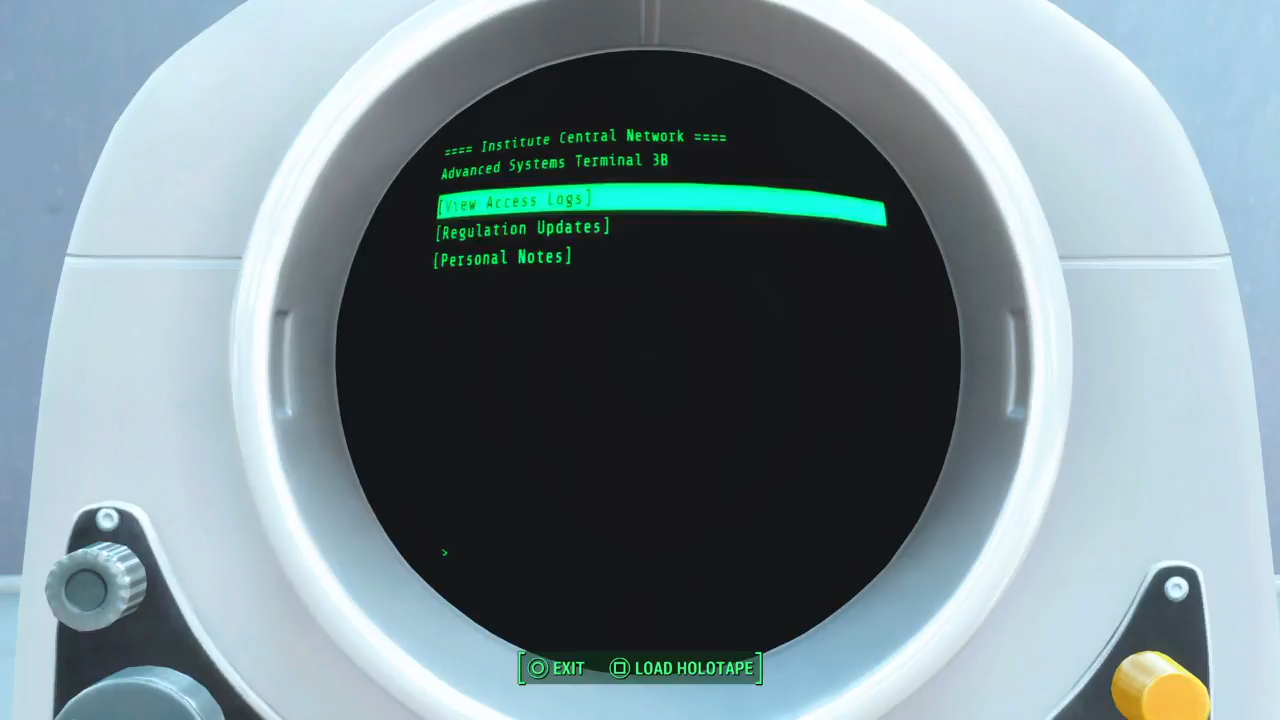 ==== Institute Central Network ====
Advanced Systems Terminal 3B
[View Access Logs]
[Regulation Updates]
[Personal Notes]
>
EXIT LOAD HOLOTAPE